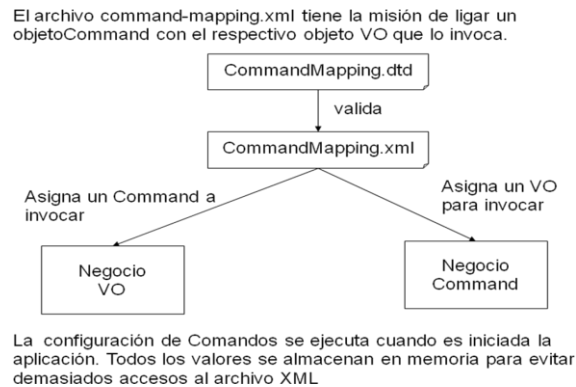 El archivo command-mapping.xml tiene la misión de ligar un
objetoCommand con el respectivo objeto VO que lo invoca.
CommandMapping.dtd
valida
CommandMapping.xml
Asigna un Command a
invocar
Asigna un VO
para invocar
Negocio
VO
Negocio
Command
La configuración de Comandos se ejecuta cuando es iniciada la
aplicación. Todos los valores se almacenan en memoria para evitar
demasiados accesos al archivo XML